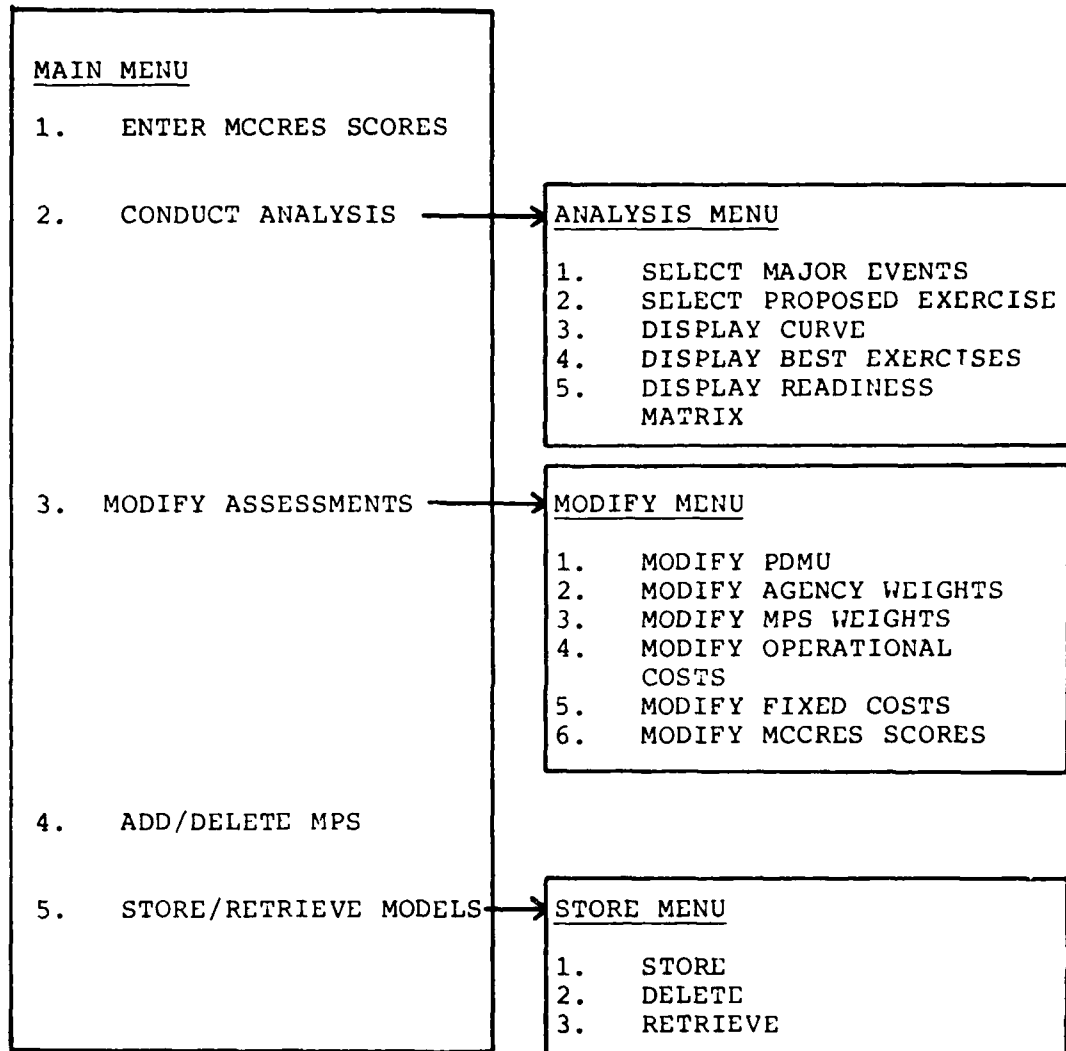 MAIN MENU
1. ENTER MCCRES SCORES
2. CONDUCT ANALYSIS
ANALYSIS MENU
1. SELECT MAJOR EVENTS
2. SELECT PROPOSED EXERCISE
3. DISPLAY CURVE
4. DISPLAY BEST EXERCISES
5. DISPLAY READINESS
MATRIX
3. MODIFY ASSESSMENTS
MODIFY MENU
1. MODIFY PDMU
2. MODIFY AGENCY WEIGHTS
3. MODIFY MPS WEIGHTS
4. MODIFY OPERATIONAL
COSTS
5. MODIFY FIXED COSTS
6. MODIFY MCCRES SCORES
4. ADD/DELETE MPS
5. STORE/RETRIEVE MODELS
STORE MENU
1. STORE
2. DELETE
3. RETRIEVE